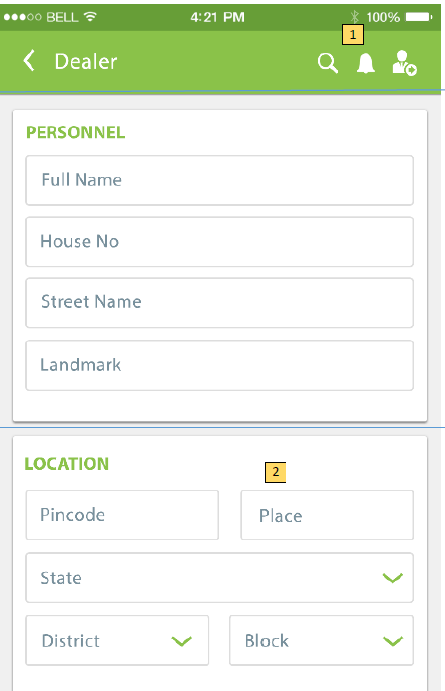 BELL 4:21 PM 100%
1
Dealer
PERSONNEL
Full Name
House No
Street Name
Landmark
LOCATION
2
Pincode Place
State
District Block